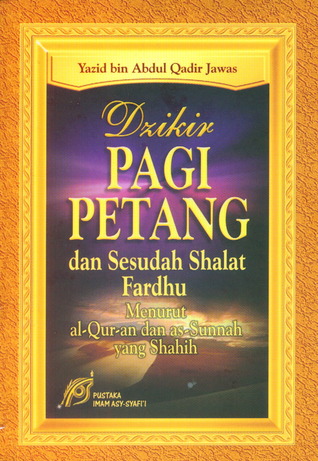 Yazid bin Abdul Qadir Jawas
Dzikir
PAGI
PETANG
dan Sesudah Shalat
Fardhu
Menurut
al-Qur-an dan as-Sunnah
yang Shahih
PUSTAKA
IMAM ASY-SYAFI'I